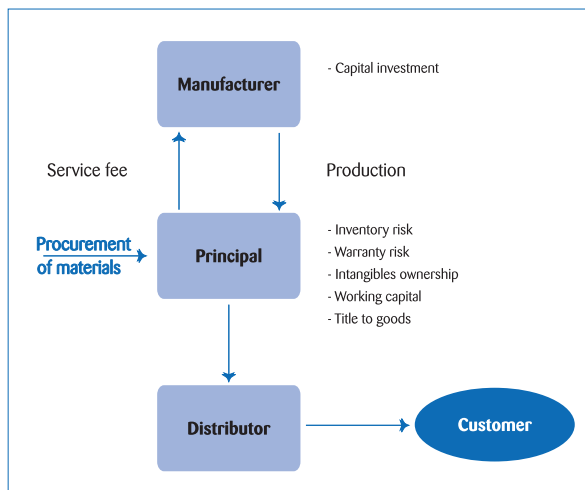 Manufacturer
- Capital investment
Service fee
Production
Procurement
of materials
Principal
- Inventory risk
- Warranty risk
- Intangibles ownership
- Working capital
- Title to goods
Distributor
Customer